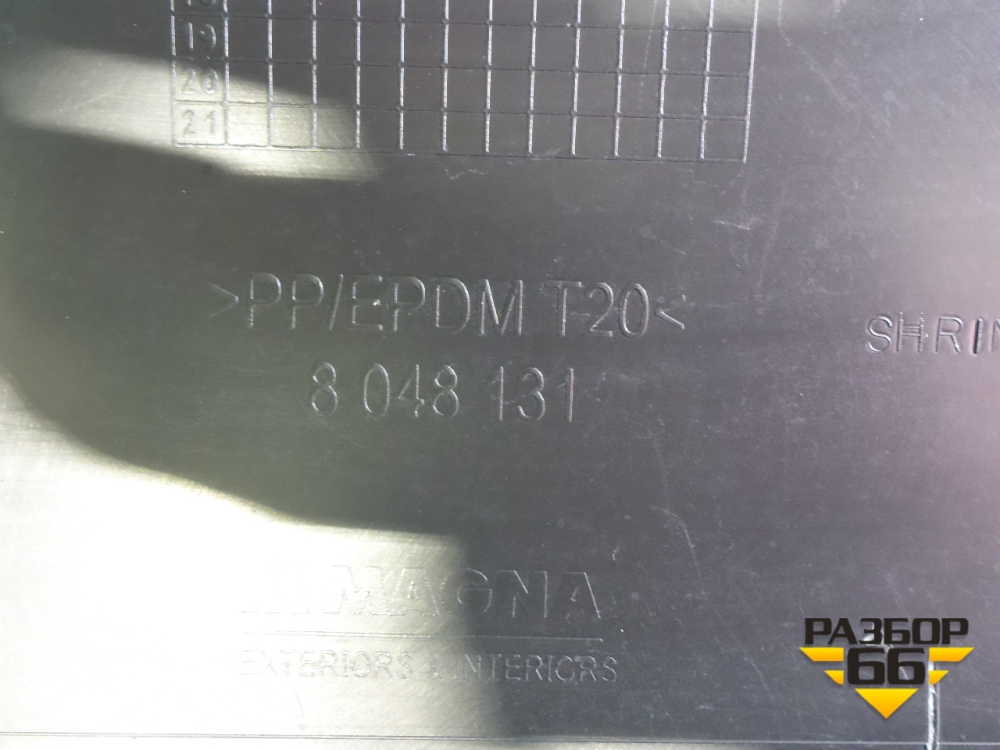 19
20
21
>PP/EPDM T20<
8 048 131
SHRIN
MAGNA
EXTERIORS & INTERIORS
РАЗБОР
66